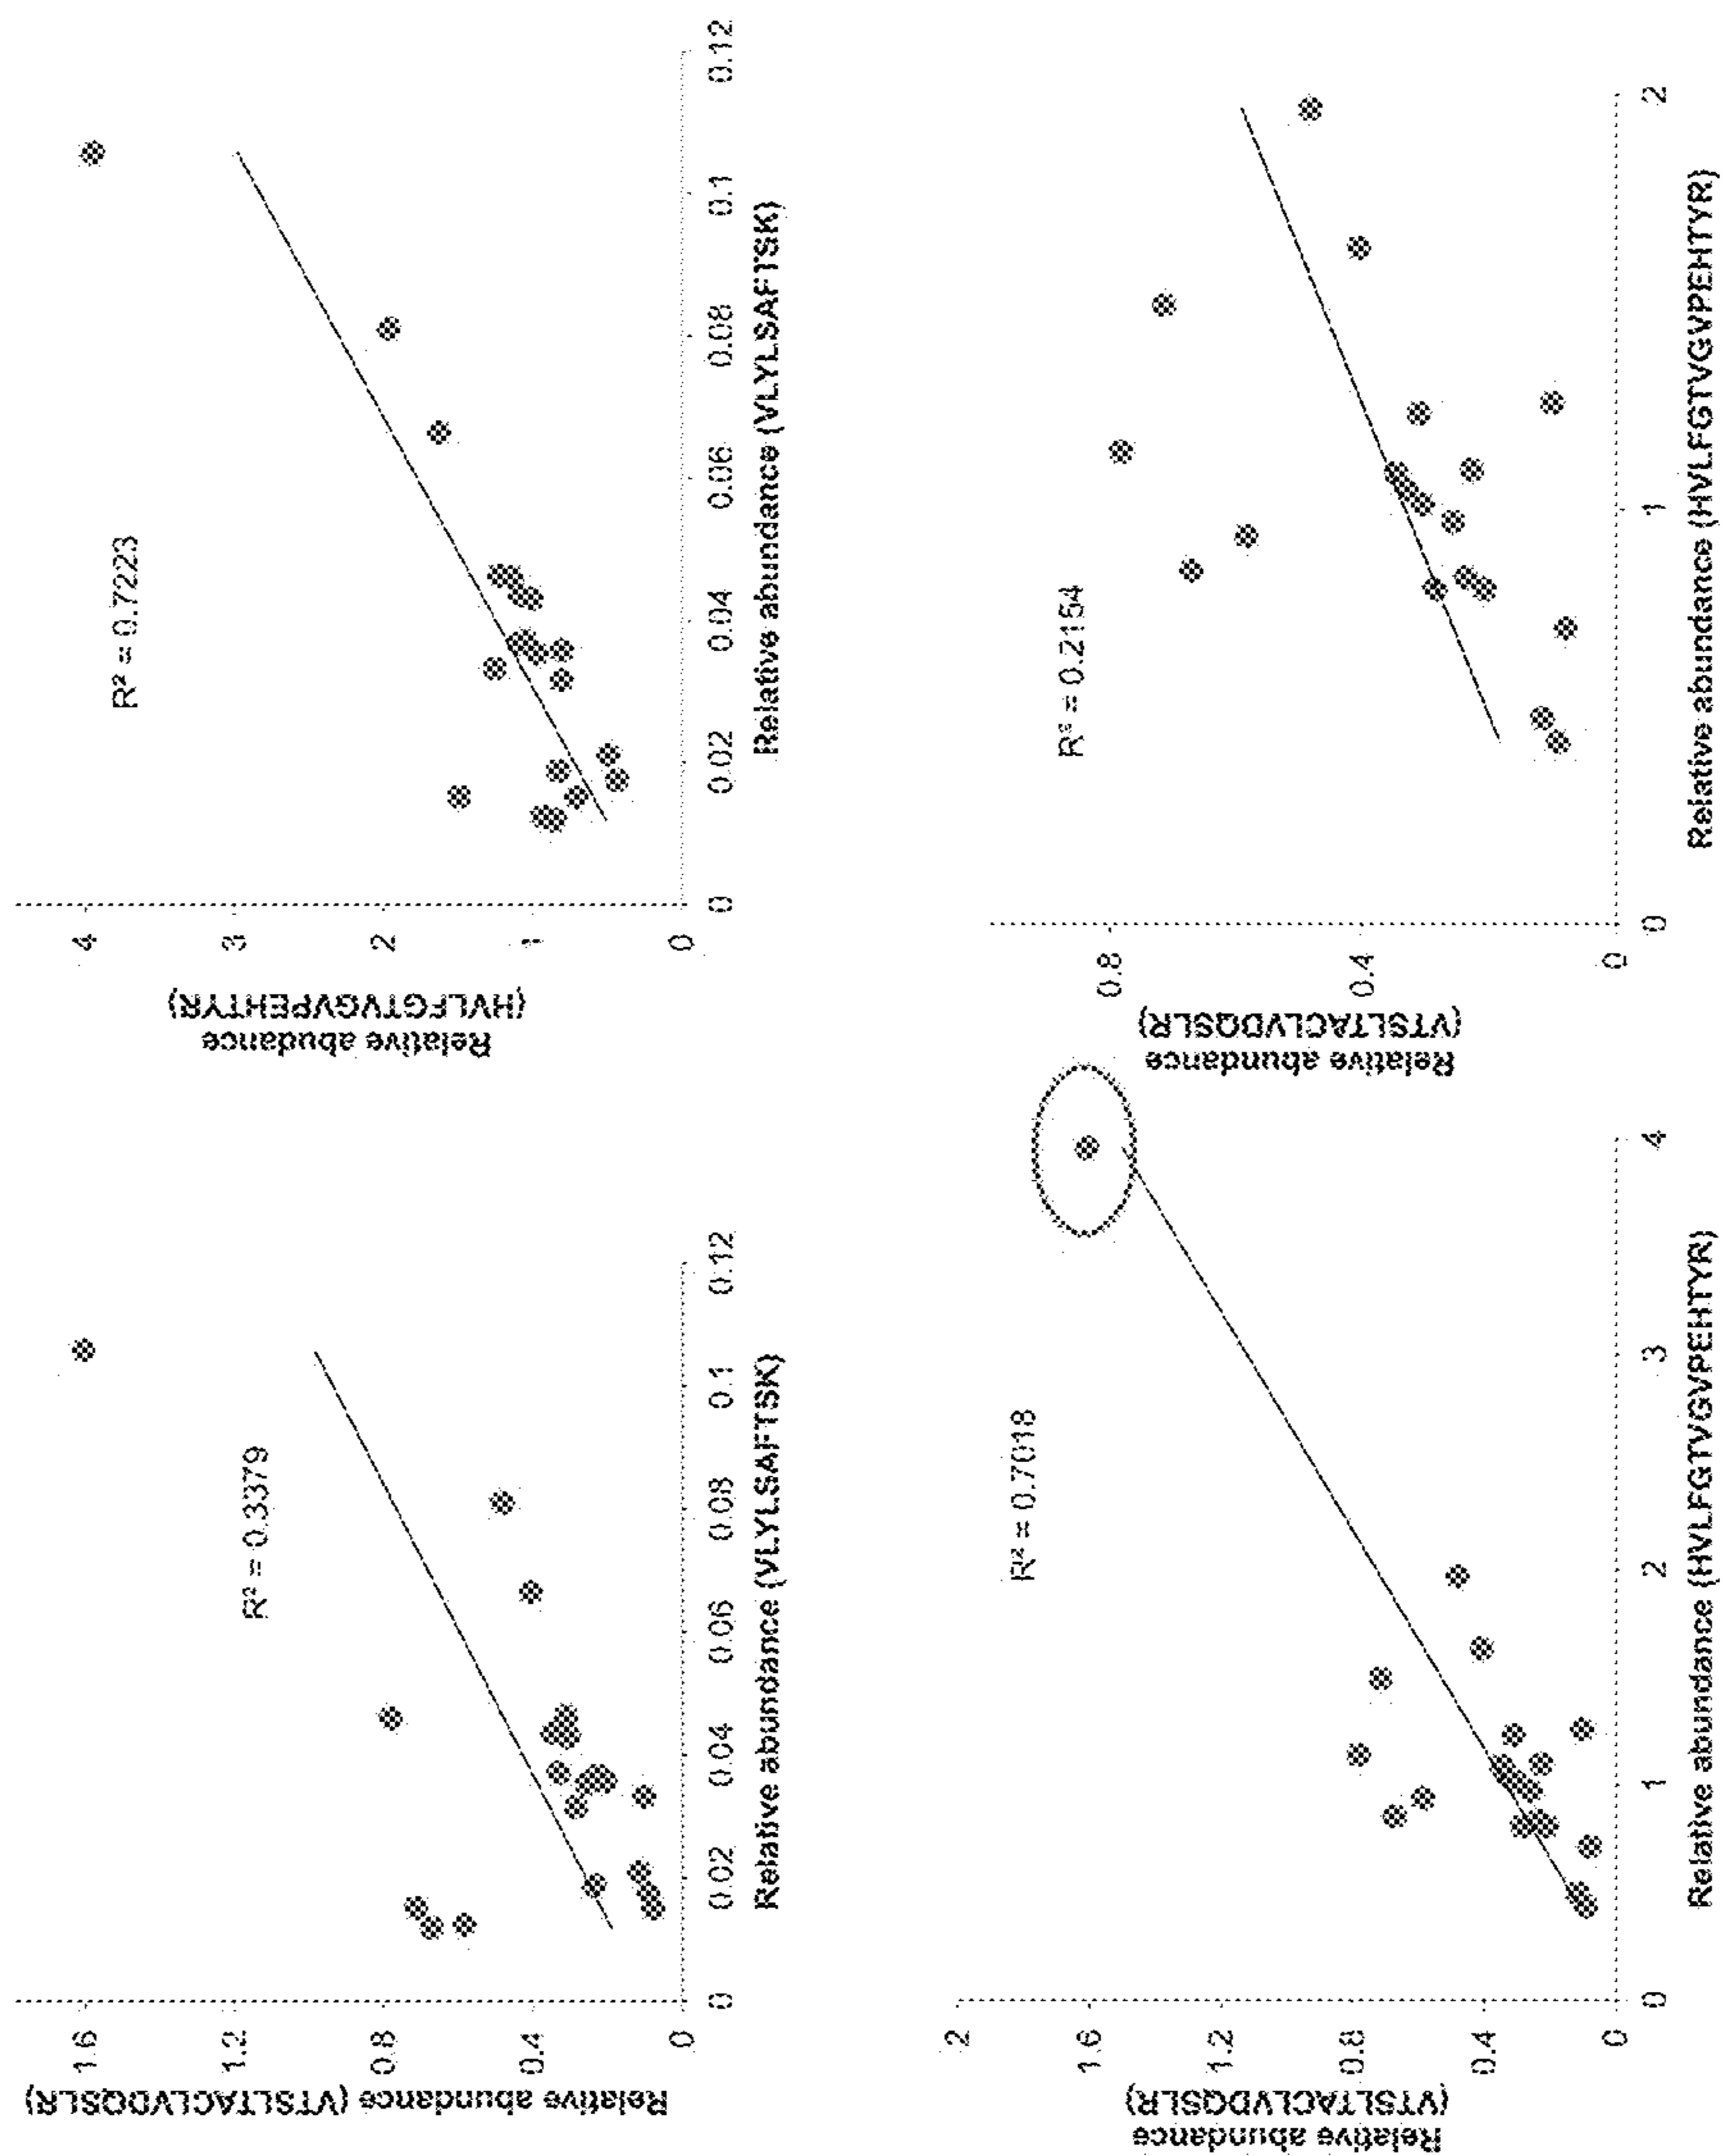 Relative abundance (VTSLTACLVDQSLR)
1.6
1.2
0.8
0.4
0
R² = 0.3379
0
0.02
0.04
0.06
0.08
0.1
0.12
Relative abundance (VLYLSAFTSK)
Relative abudance
(HVLFGTVGVPEHTYR)
4
3
2
1
0
R² = 0.7223
0
0.02
0.04
0.06
0.08
0.1
0.12
Relative abundance (VLYLSAFTSK)
Relative abundance
(VTSLTACLVDQSLR)
2
1.6
1.2
0.8
0.4
0
R² = 0.7018
0
1
2
3
4
Relative abundance (HVLFGTVGVPEHTYR)
Relative abundance
(VTSLTACLVDQSLR)
0.8
0.4
0
R² = 0.2154
0
1
2
Relative abundance (HVLFGTVGVPEHTYR)